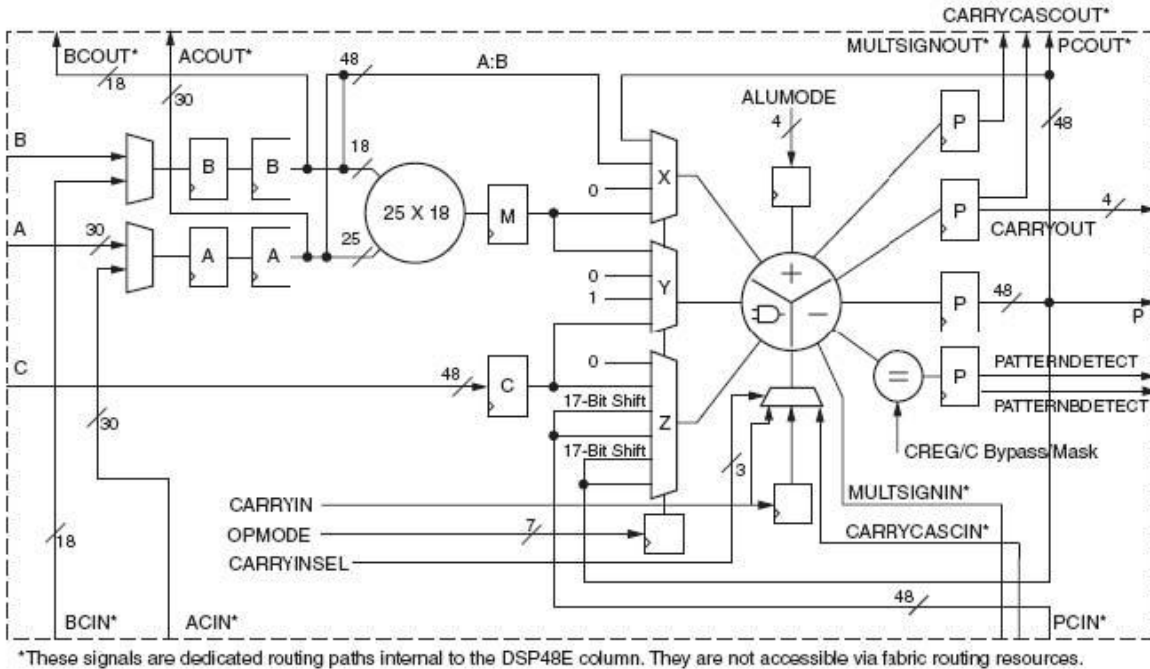 CARRYCASCOUT*
BCOUT* ACOUT* MULTSIGNOUT* PCOUT*
48 A:B
18
30 ALUMODE
4 P 48
B
18
B B
X
0
25 X 18 M
P 4
A 30
CARRYOUT
25
A A
+
0 Y
1 − 48
P
P
C 0
48 C = P PATTERNDETECT
17-Bit Shift
PATTERNBDETECT
30 Z
17-Bit Shift CREG/C Bypass/Mask
3
CARRYIN MULTSIGNIN*
OPMODE 7
18 CARRYCASCIN*
CARRYINSEL
48
BCIN* ACIN* PCIN*
*These signals are dedicated routing paths internal to the DSP48E column. They are not accessible via fabric routing resources.